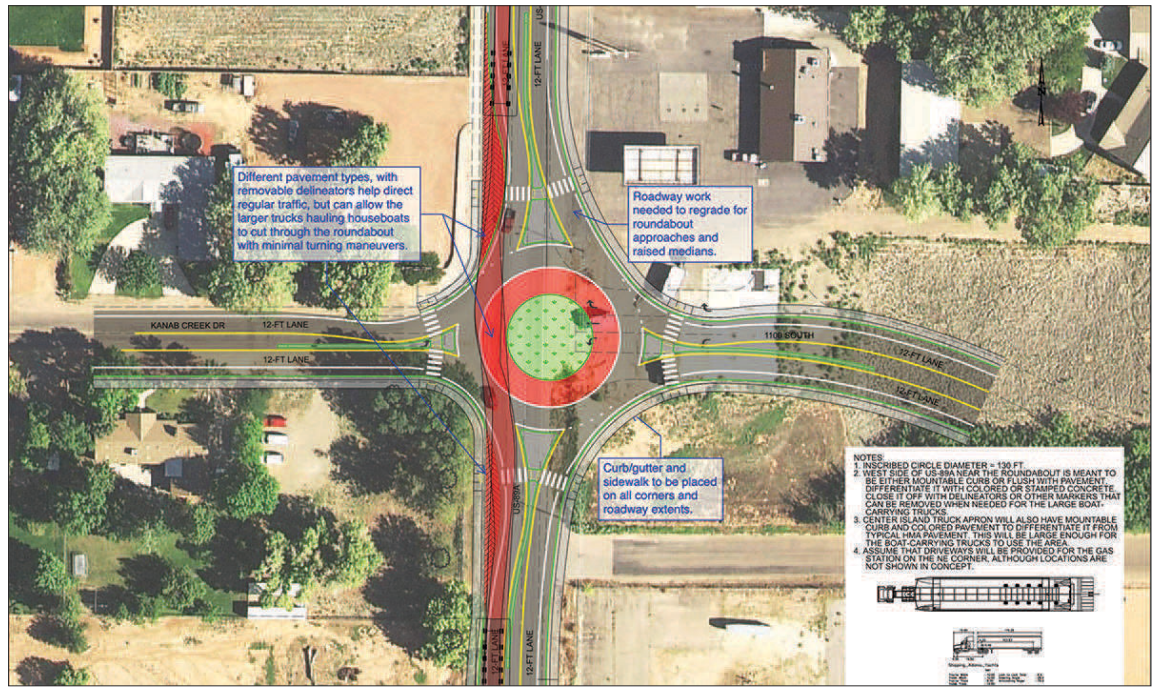 US-
12-FT LANE
12-FT LANE
N
Different pavement types, with
removable delineators help direct
regular traffic, but can allow the
larger trucks hauling houseboats
to cut through the roundabout
with minimal turning maneuvers.
Roadway work
needed to regrade for
roundabout
approaches and
raised medians.
KANAB CREEK DR
12-FT LANE
12-FT LANE
1100 SOUTH
12-FT LANE
12-FT LANE
Curb/gutter and
sidewalk to be placed
on all corners and
roadway extents.
US-89A
12-FT LANE
12-FT LANE
NOTES:
1. INSCRIBED CIRCLE DIAMETER = 130 FT.
2. WEST SIDE OF US-89A NEAR THE ROUNDABOUT IS MEANT TO
BE EITHER MOUNTABLE CURB OR FLUSH WITH PAVEMENT.
DIFFERENTIATE IT WITH COLORED OR STAMPED CONCRETE.
CLOSE IT OFF WITH DELINEATORS OR OTHER MARKERS THAT
CAN BE REMOVED WHEN NEEDED FOR THE LARGE BOAT-
CARRYING TRUCKS.
3. CENTER ISLAND TRUCK APRON WILL ALSO HAVE MOUNTABLE
CURB AND COLORED PAVEMENT TO DIFFERENTIATE IT FROM
TYPICAL HMA PAVEMENT. THIS WILL BE LARGE ENOUGH FOR
THE BOAT-CARRYING TRUCKS TO USE THE AREA.
4. ASSUME THAT DRIVEWAYS WILL BE PROVIDED FOR THE GAS
STATION ON THE NE CORNER, ALTHOUGH LOCATIONS ARE
NOT SHOWN IN CONCEPT.